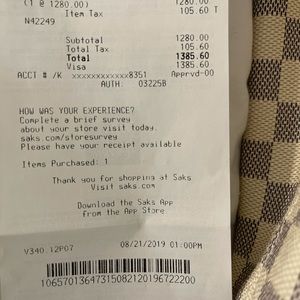 (1 @ 1280.00) 1280.00
Item Tax 105.60 T
N42249
Subtotal 1280.00
Total Tax 105.60
Total 1385.60
Visa 1385.60
ACCT # /K xxxxxxxxxxxx8351 Apprvd-00
AUTH: 03225B
HOW WAS YOUR EXPERIENCE?
Complete a brief survey
about your store visit today.
saks.com/storesurvey
Please have your receipt available
Items Purchased: 1
Thank you for shopping at Saks
Visit saks.com
Download the Saks App
from the App Store
V340.12P07 08/21/2019 01:00PM
10657013647315082120196722200